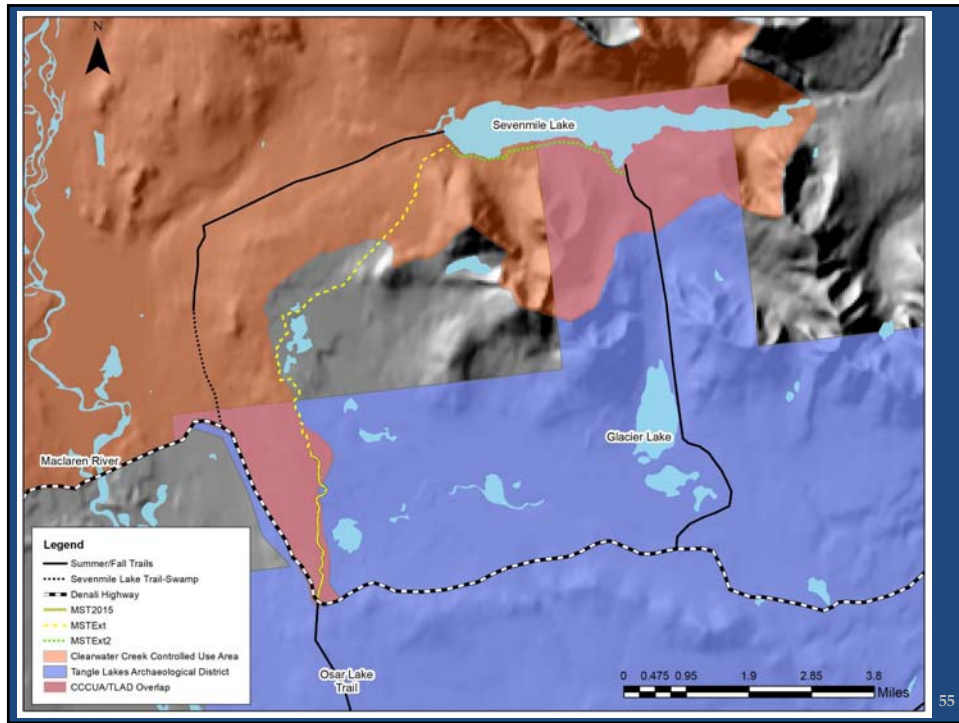 N
Sevenmile Lake
Glacier Lake
Maclaren River
Legend
Summer/Fall Trails
Sevenmile Lake Trail-Swamp
Denali Highway
MST2015
MSTExt
MSTExt2
Clearwater Creek Controlled Use Area
Tangle Lakes Archaeological District
CCCUA/TLAD Overlap
Osar Lake
Trail
0 0.475 0.95 1.9 2.85 3.8
Miles
55